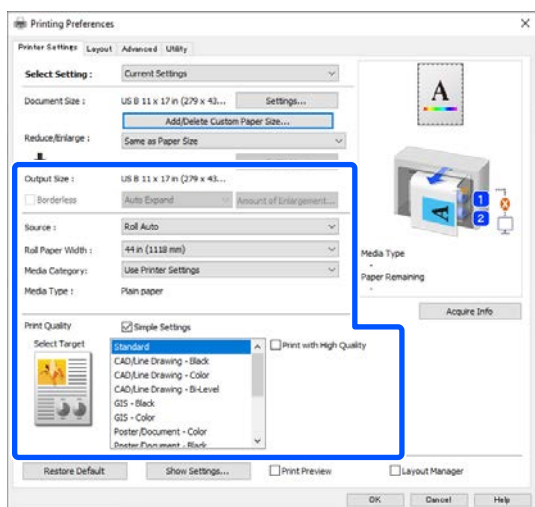 Printing Preferences
Printer Settings Layout Advanced Utility
Select Setting : Current Settings
Document Size : US B 11 x 17 in (279 x 43... Settings...
Add/Delete Custom Paper Size...
Reduce/Enlarge : Same as Paper Size
Output Size : US B 11 x 17 in (279 x 43...
Borderless Auto Expand Amount of Enlargement...
Source : Roll Auto
Roll Paper Width : 44 in (1118 mm)
Media Category: Use Printer Settings
Media Type : Plain paper
Print Quality Simple Settings
Select Target Standard Print with High Quality
CAD/Line Drawing - Black
CAD/Line Drawing - Color
CAD/Line Drawing - Bi-Level
GIS - Black
GIS - Color
Poster/Document - Color
Poster/Document - Black
A
A
1
2
Media Type
-
Paper Remaining
-
Acquire Info
Restore Default Show Settings... Print Preview Layout Manager
OK Cancel Help